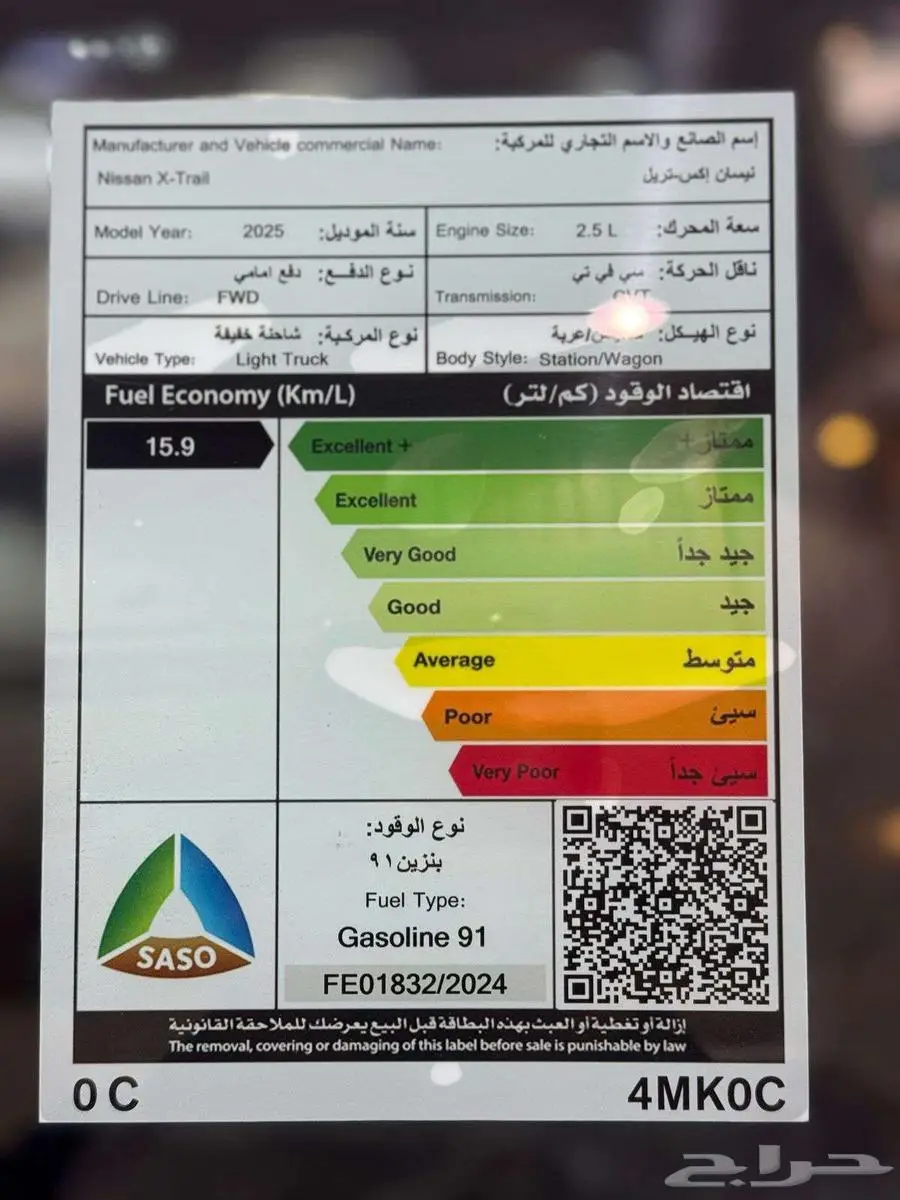 Manufacturer and Vehicle commercial Name: إسم الصانع والاسم التجاري للمركبة:
Nissan X-Trail نيسان إكس-تريل
Model Year: 2025 سنة الموديل:
Engine Size: 2.5 L سعة المحرك:
نوع الدفع: دفع امامي
Drive Line: FWD
ناقل الحركة: سي في تي
Transmission: CVT
نوع المركبة: شاحنة خفيفة
Vehicle Type: Light Truck
نوع الهيكل: /عربة
Body Style: Station/Wagon
Fuel Economy (Km/L) اقتصاد الوقود (كم/لتر)
15.9
Excellent + ممتاز +
Excellent ممتاز
Very Good جيد جداً
Good جيد
Average متوسط
Poor سيئ
Very Poor سيئ جداً
SASO
نوع الوقود:
بنزين ٩١
Fuel Type:
Gasoline 91
FE01832/2024
إزالة أو تغطية أو العبث بهذه البطاقة قبل البيع يعرضك للملاحقة القانونية
The removal, covering or damaging of this label before sale is punishable by law
0 C 4MK0C
حراج